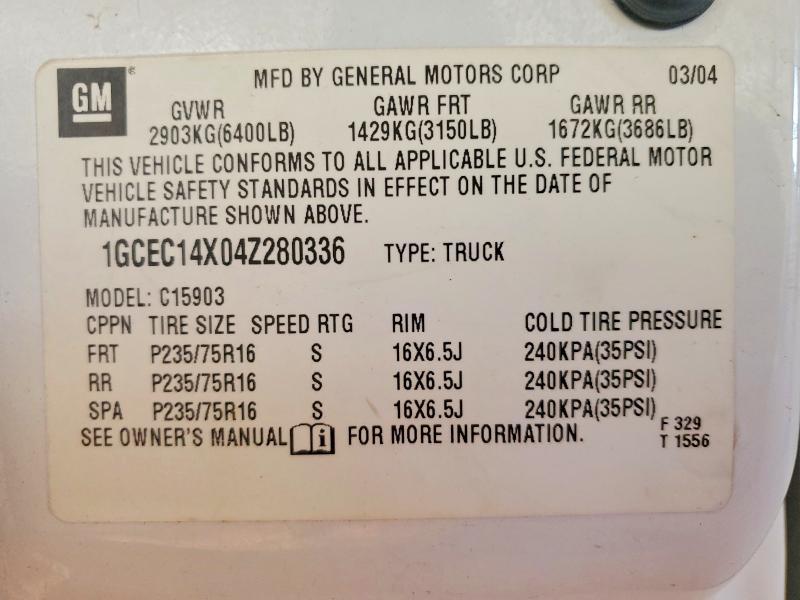 GM® MFD BY GENERAL MOTORS CORP 03/04
GVWR GAWR FRT GAWR RR
2903KG(6400LB) 1429KG(3150LB) 1672KG(3686LB)
THIS VEHICLE CONFORMS TO ALL APPLICABLE U.S. FEDERAL MOTOR
VEHICLE SAFETY STANDARDS IN EFFECT ON THE DATE OF
MANUFACTURE SHOWN ABOVE.
1GCEC14X04Z280336 TYPE: TRUCK
MODEL: C15903
CPPN TIRE SIZE SPEED RTG RIM COLD TIRE PRESSURE
FRT P235/75R16 S 16X6.5J 240KPA(35PSI)
RR P235/75R16 S 16X6.5J 240KPA(35PSI)
SPA P235/75R16 S 16X6.5J 240KPA(35PSI)
SEE OWNER'S MANUAL i FOR MORE INFORMATION.
F 329
T 1556